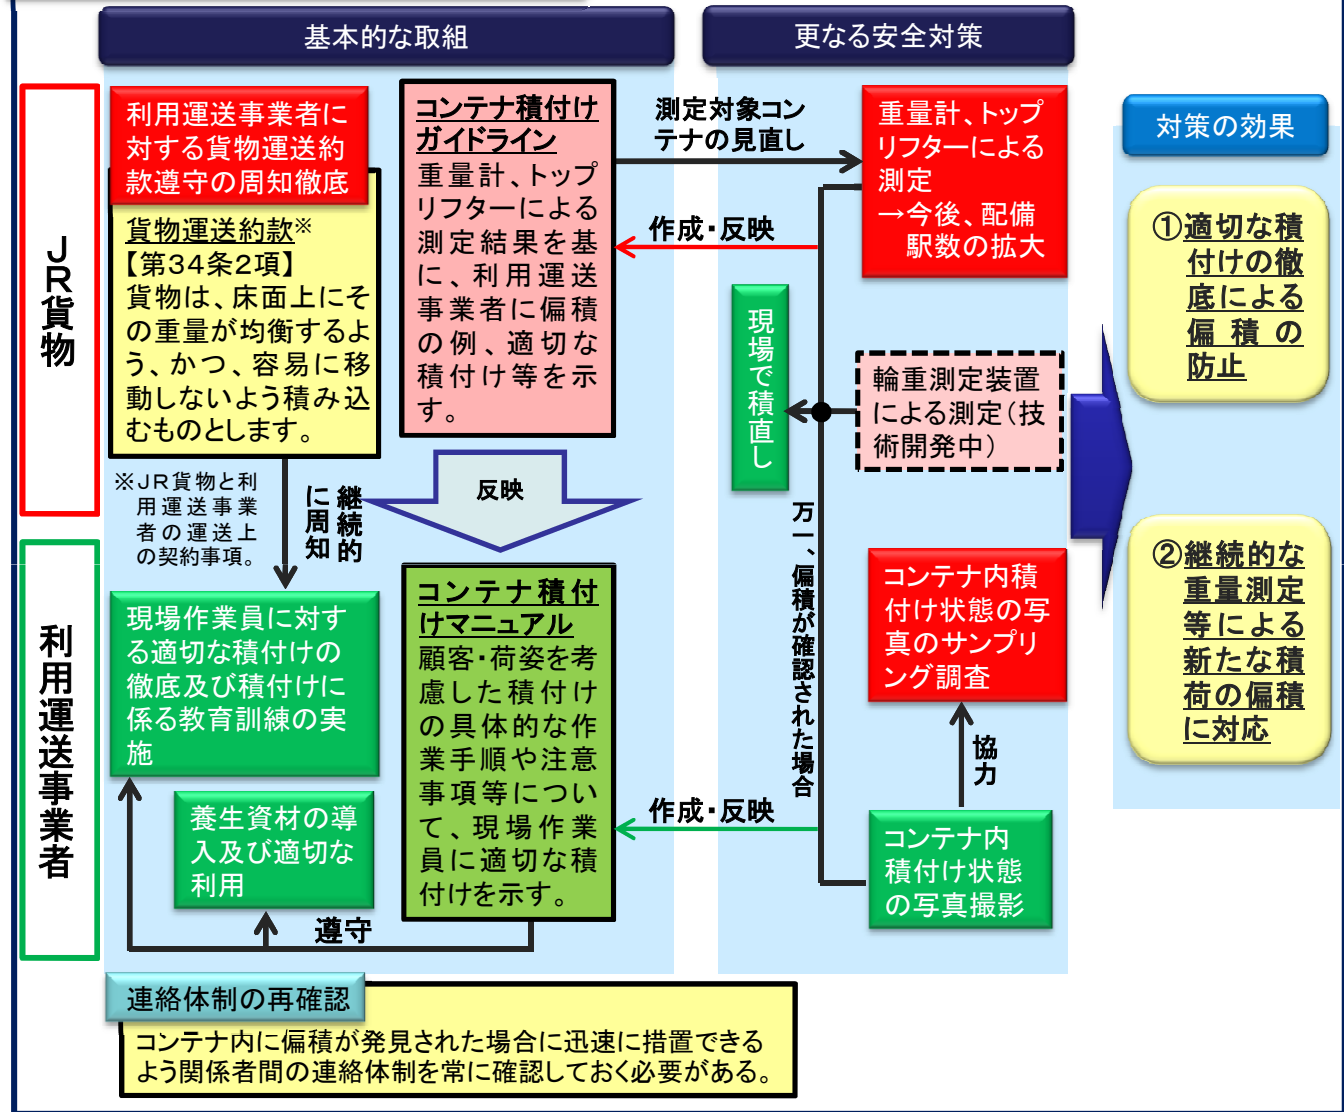 基本的な取組
更なる安全対策
対策の効果
JR貨物
利用運送事業者
利用運送事業者に
対する貨物運送約
款遵守の周知徹底
貨物運送約款※
【第34条2項】
貨物は、床面上にそ
の重量が均衡するよ
う、かつ、容易に移
動しないよう積み込
むものとします。
※JR貨物と利
用運送事業
者の運送上
の契約事項。
継続的
に周知
コンテナ積付け
ガイドライン
重量計、トップ
リフターによる
測定結果を基
に、利用運送
事業者に偏積
の例、適切な
積付け等を示
す。
反映
測定対象コン
テナの見直し
作成・反映
重量計、トップ
リフターによる
測定
→今後、配備
駅数の拡大
現場で積直し
輪重測定装置
による測定(技
術開発中)
万一、偏積が確認された場合
コンテナ内積
付け状態の写
真のサンプリ
ング調査
協力
コンテナ内
積付け状態
の写真撮影
作成・反映
コンテナ積付
けマニュアル
顧客・荷姿を考
慮した積付け
の具体的な作
業手順や注意
事項等につい
て、現場作業
員に適切な積
付けを示す。
現場作業員に対す
る適切な積付けの
徹底及び積付けに
係る教育訓練の実
施
養生資材の導
入及び適切な
利用
遵守
①適切な積
付けの徹
底による
偏積の
防止
②継続的な
重量測定
等による
新たな積
荷の偏積
に対応
連絡体制の再確認
コンテナ内に偏積が発見された場合に迅速に措置できる
よう関係者間の連絡体制を常に確認しておく必要がある。